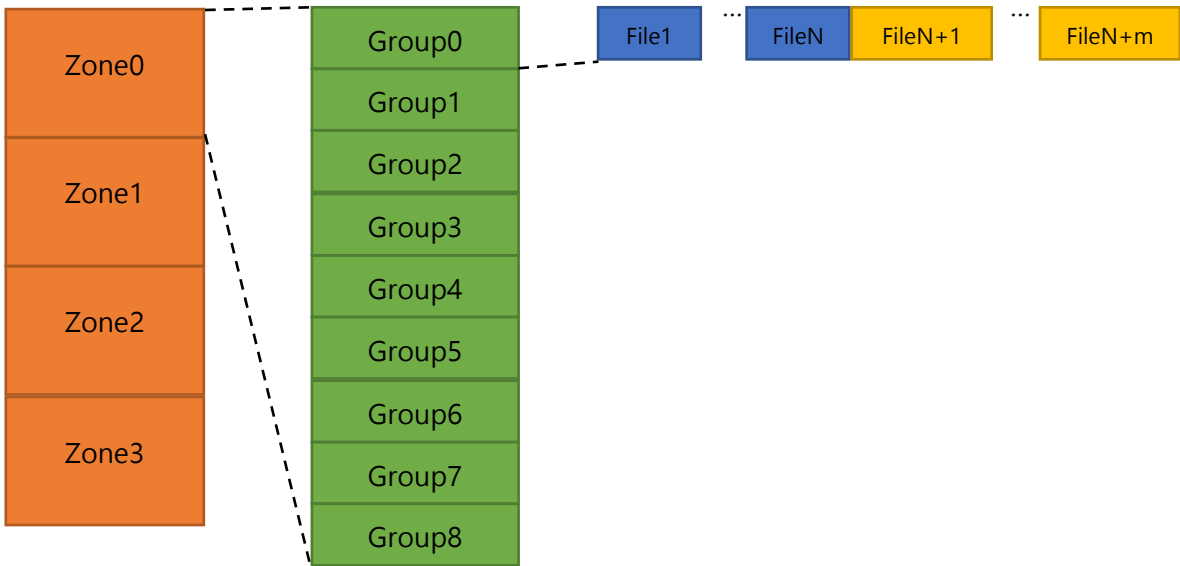 Zone0
Zone1
Zone2
Zone3
Group0
Group1
Group2
Group3
Group4
Group5
Group6
Group7
Group8
File1 ... FileN FileN+1 ... FileN+m